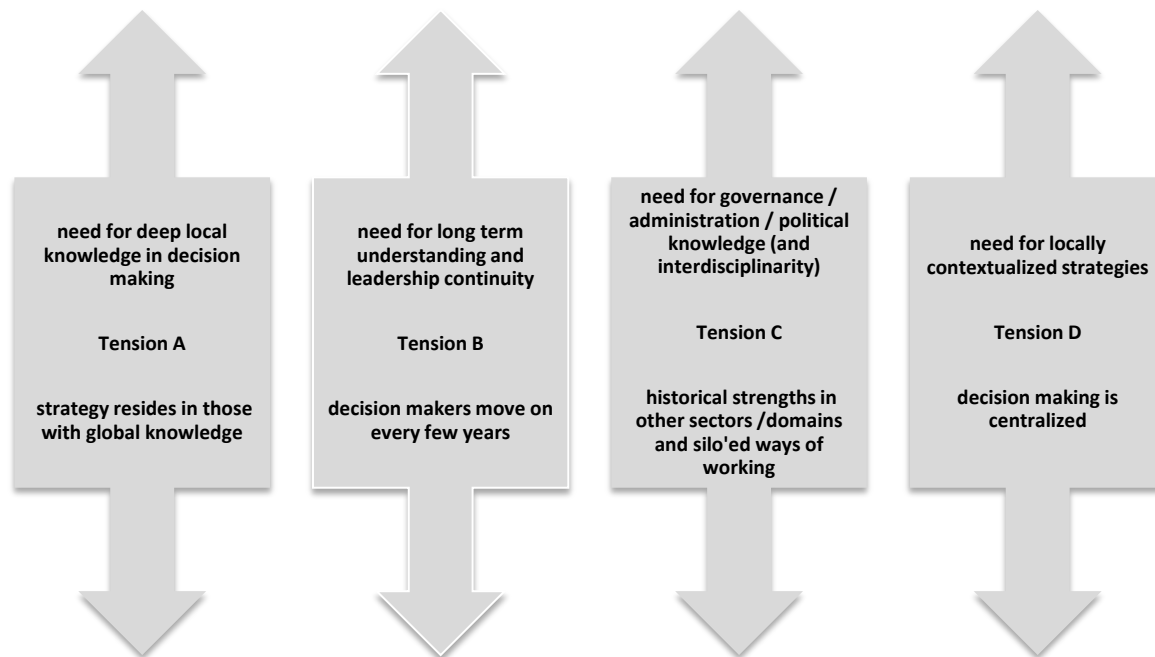 need for deep local
knowledge in decision
making
Tension A
strategy resides in those
with global knowledge
need for long term
understanding and
leadership continuity
Tension B
decision makers move on
every few years
need for governance /
administration / political
knowledge (and
interdisciplinarity)
Tension C
historical strengths in
other sectors /domains
and silo'ed ways of
working
need for locally
contextualized strategies
Tension D
decision making is
centralized